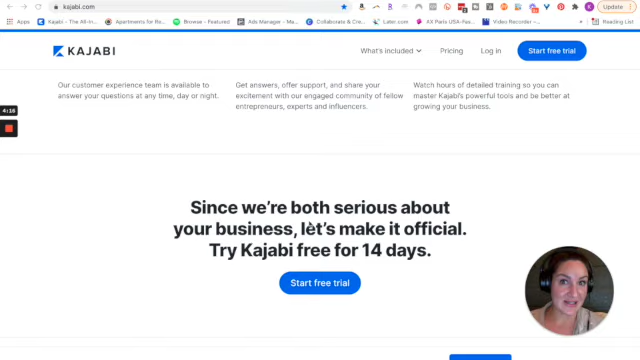 kajabi.com
Update
Apps
Kajabi | The All-In...
Apartments for R...
Browse - Featured
Ads Manager - Ma...
Collaborate & Cre...
Later.com
AX Paris USA-Fas...
Video Recorder -...
KAJABI
What's included
Pricing
Log in
Start free trial
Our customer experience team is available to
answer your questions at any time, day or night.
Get answers, offer support, and share your
excitement with our engaged community of fellow
entrepreneurs, experts and influencers.
Watch hours of detailed training so you can
master Kajabi's powerful tools and be better at
growing your business.
4:18
Since we're both serious about
your business, let's make it official.
Try Kajabi free for 14 days.
Start free trial